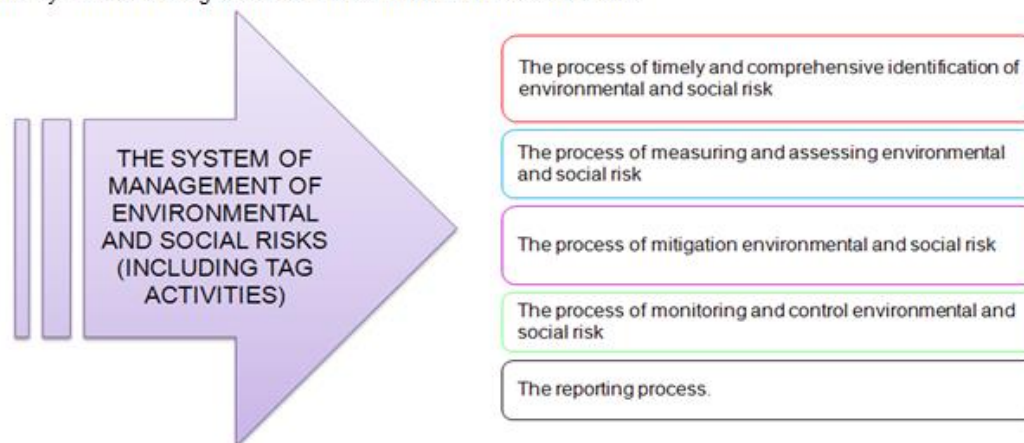 THE SYSTEM OF
MANAGEMENT OF
ENVIRONMENTAL
AND SOCIAL RISKS
(INCLUDING TAG
ACTIVITIES)
The process of timely and comprehensive identification of
environmental and social risk
The process of measuring and assessing environmental
and social risk
The process of mitigation environmental and social risk
The process of monitoring and control environmental and
social risk
The reporting process.